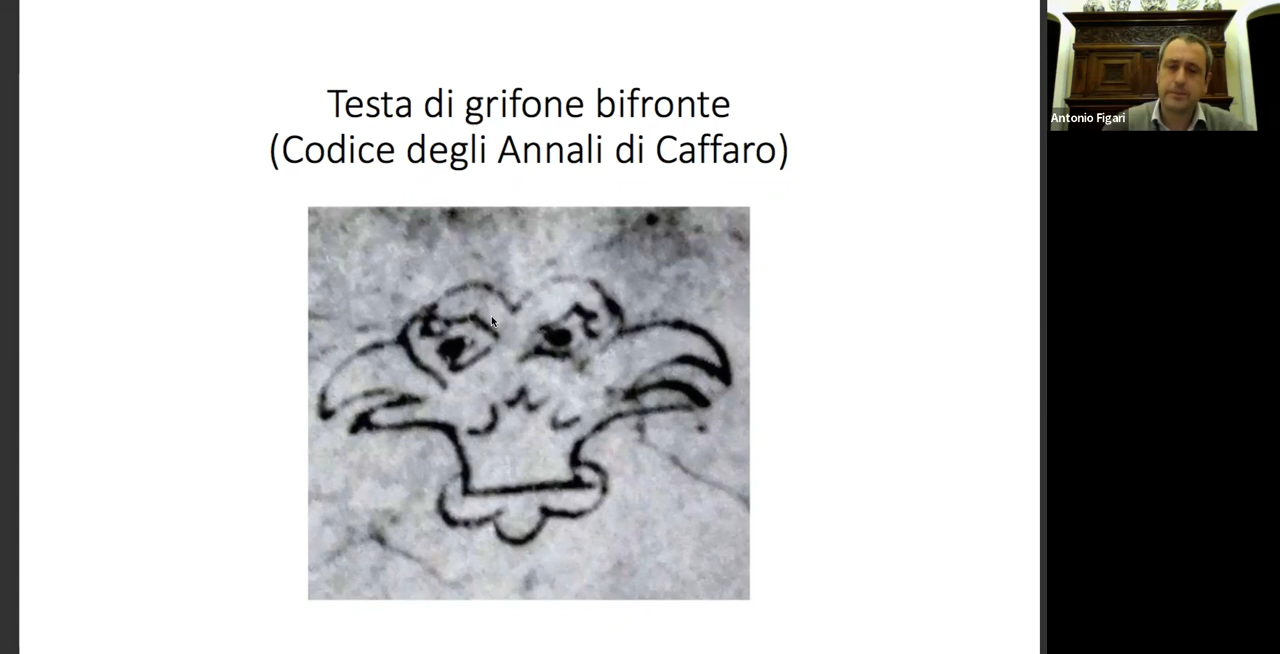 Testa di grifone bifronte
(Codice degli Annali di Caffaro)
Antonio Figari